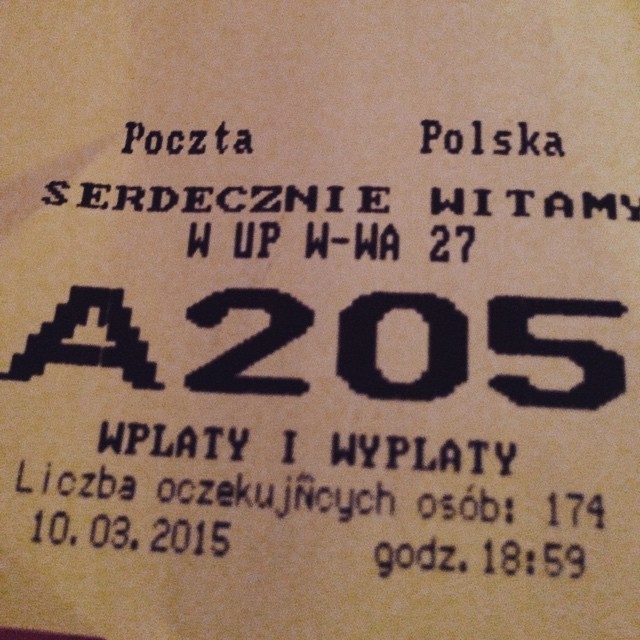 Poczta Polska
SERDECZNIE WITAMY
W UP W-WA 27
A205
WPLATY I WYPLATY
Liczba oczekujÑcych osób: 174
10.03.2015 godz.18:59